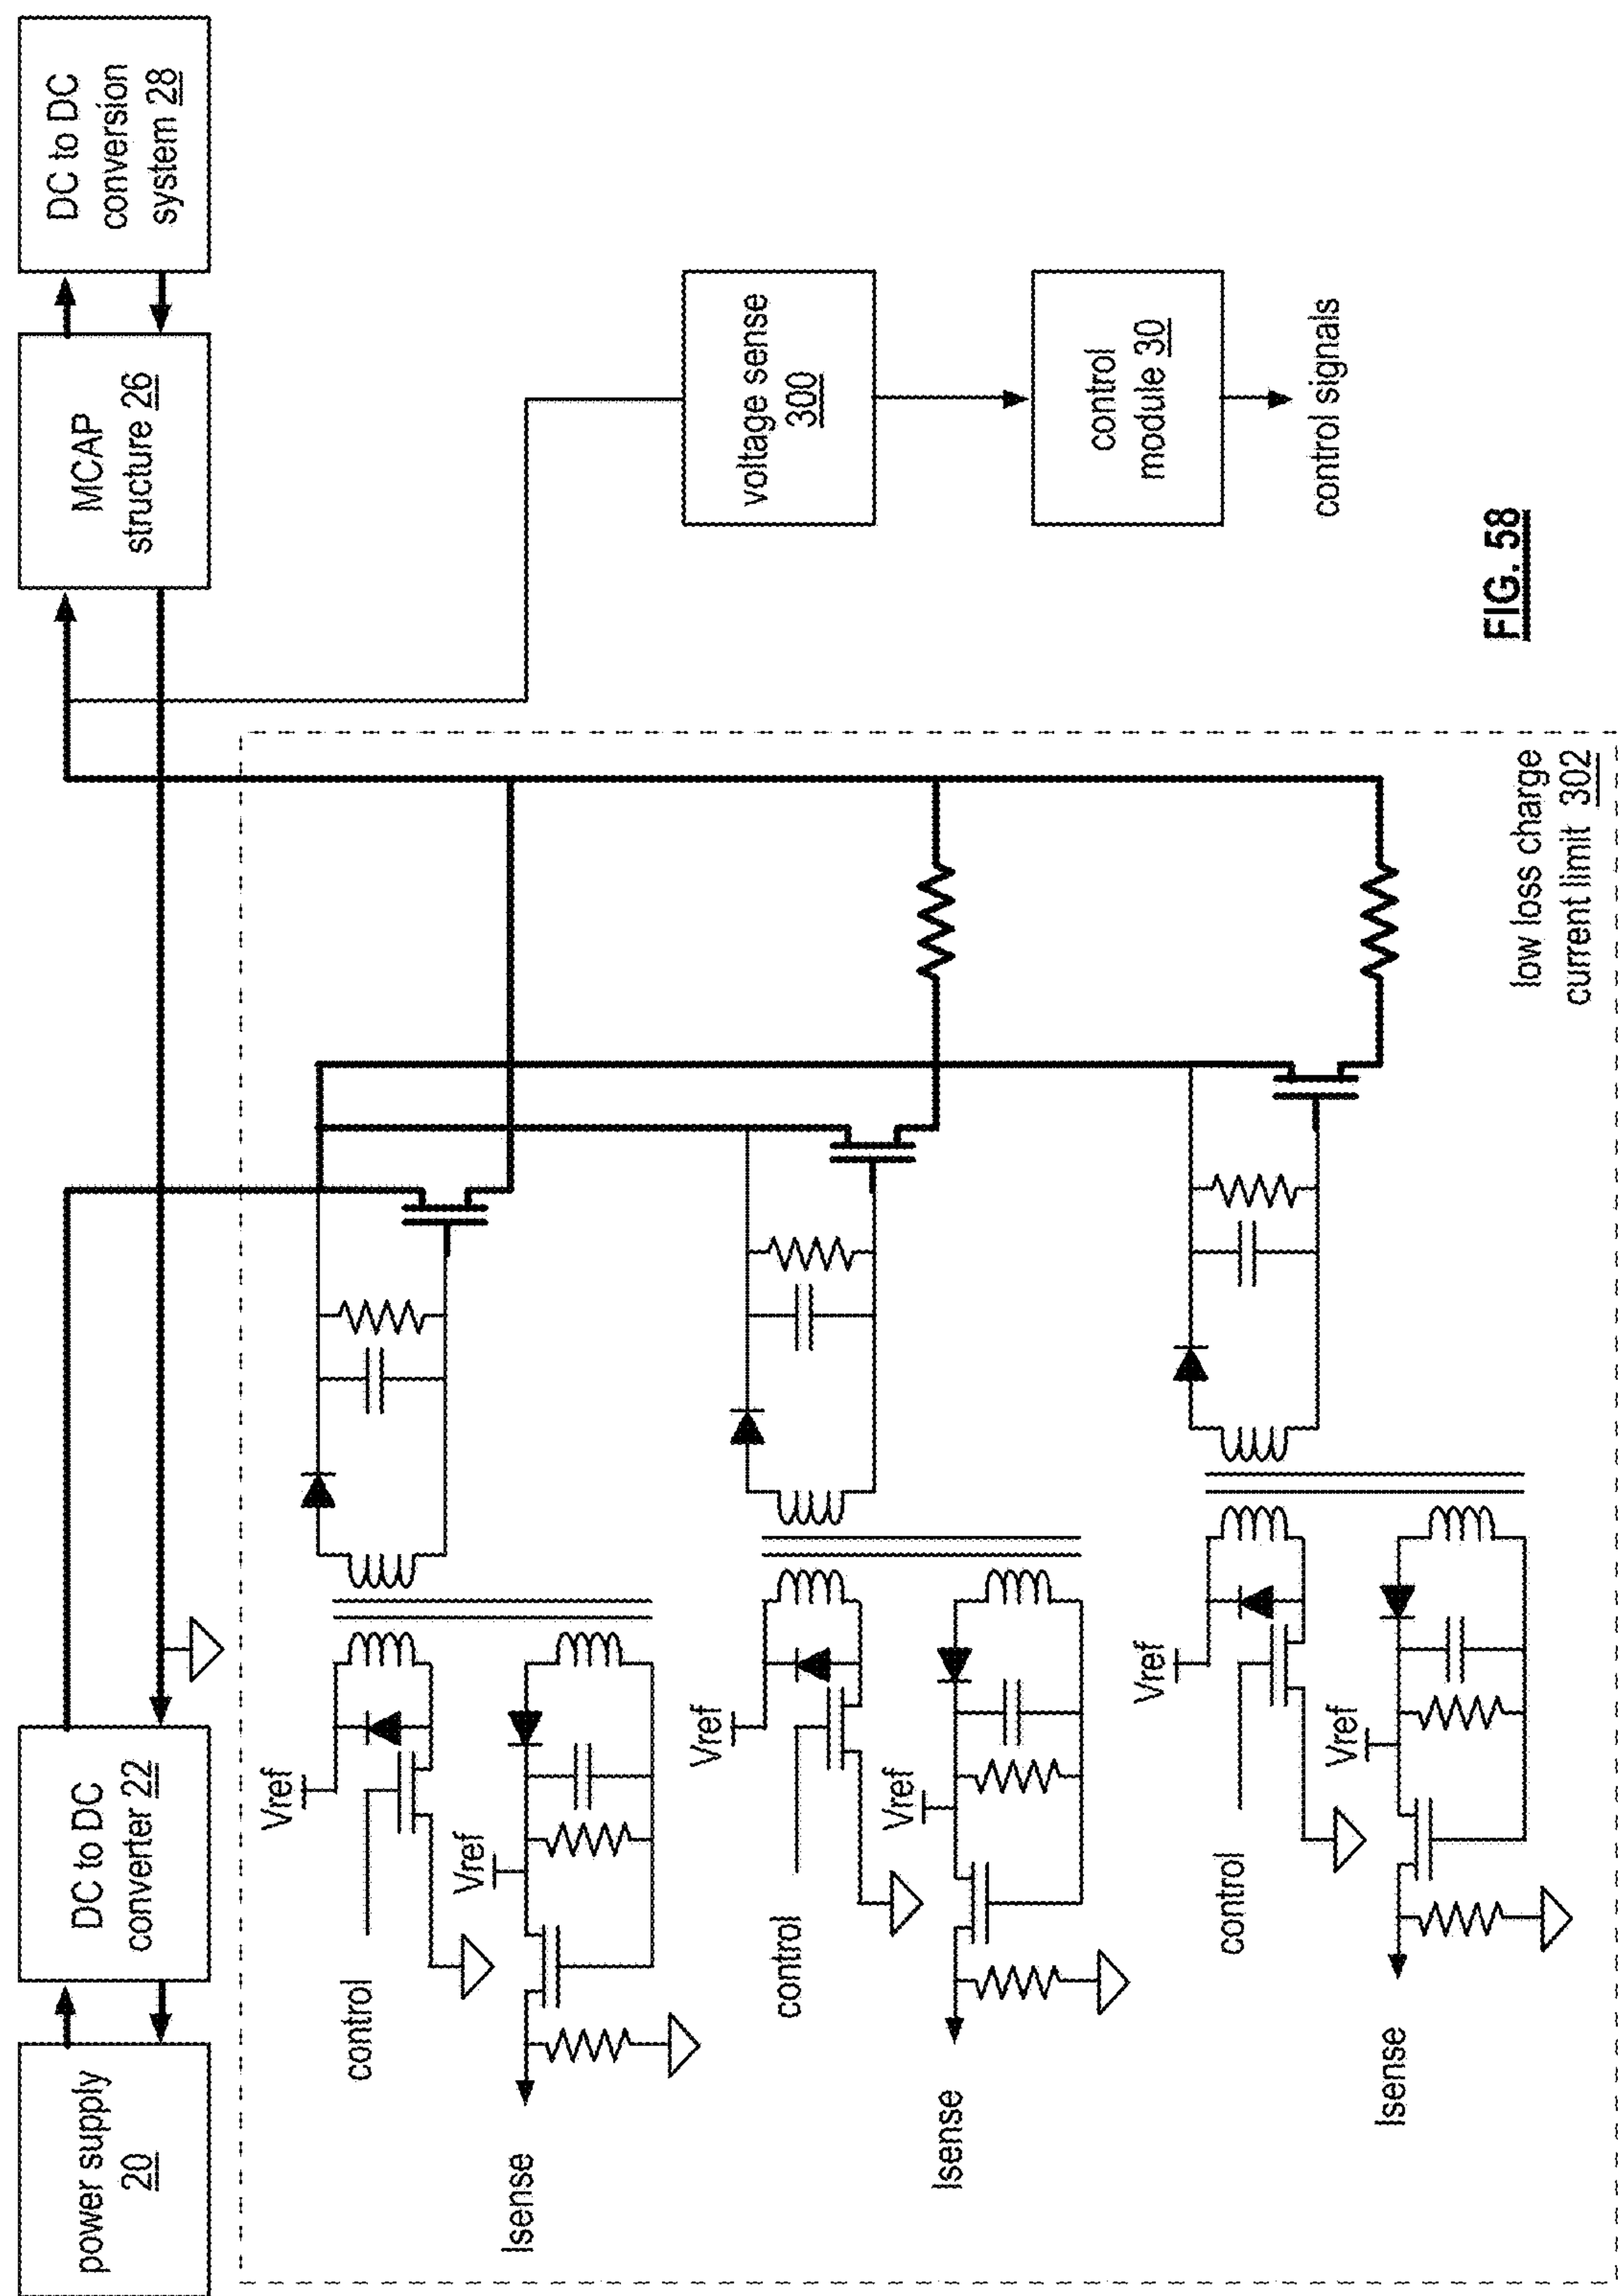 power supply
20
DC to DC
converter 22
MCAP
structure 26
DC to DC
conversion
system 28
Vref
control
Vref
Isense
Vref
control
Vref
Isense
Vref
control
Vref
Isense
voltage sense
300
control
module 30
control signals
low loss charge
current limit 302
FIG. 58